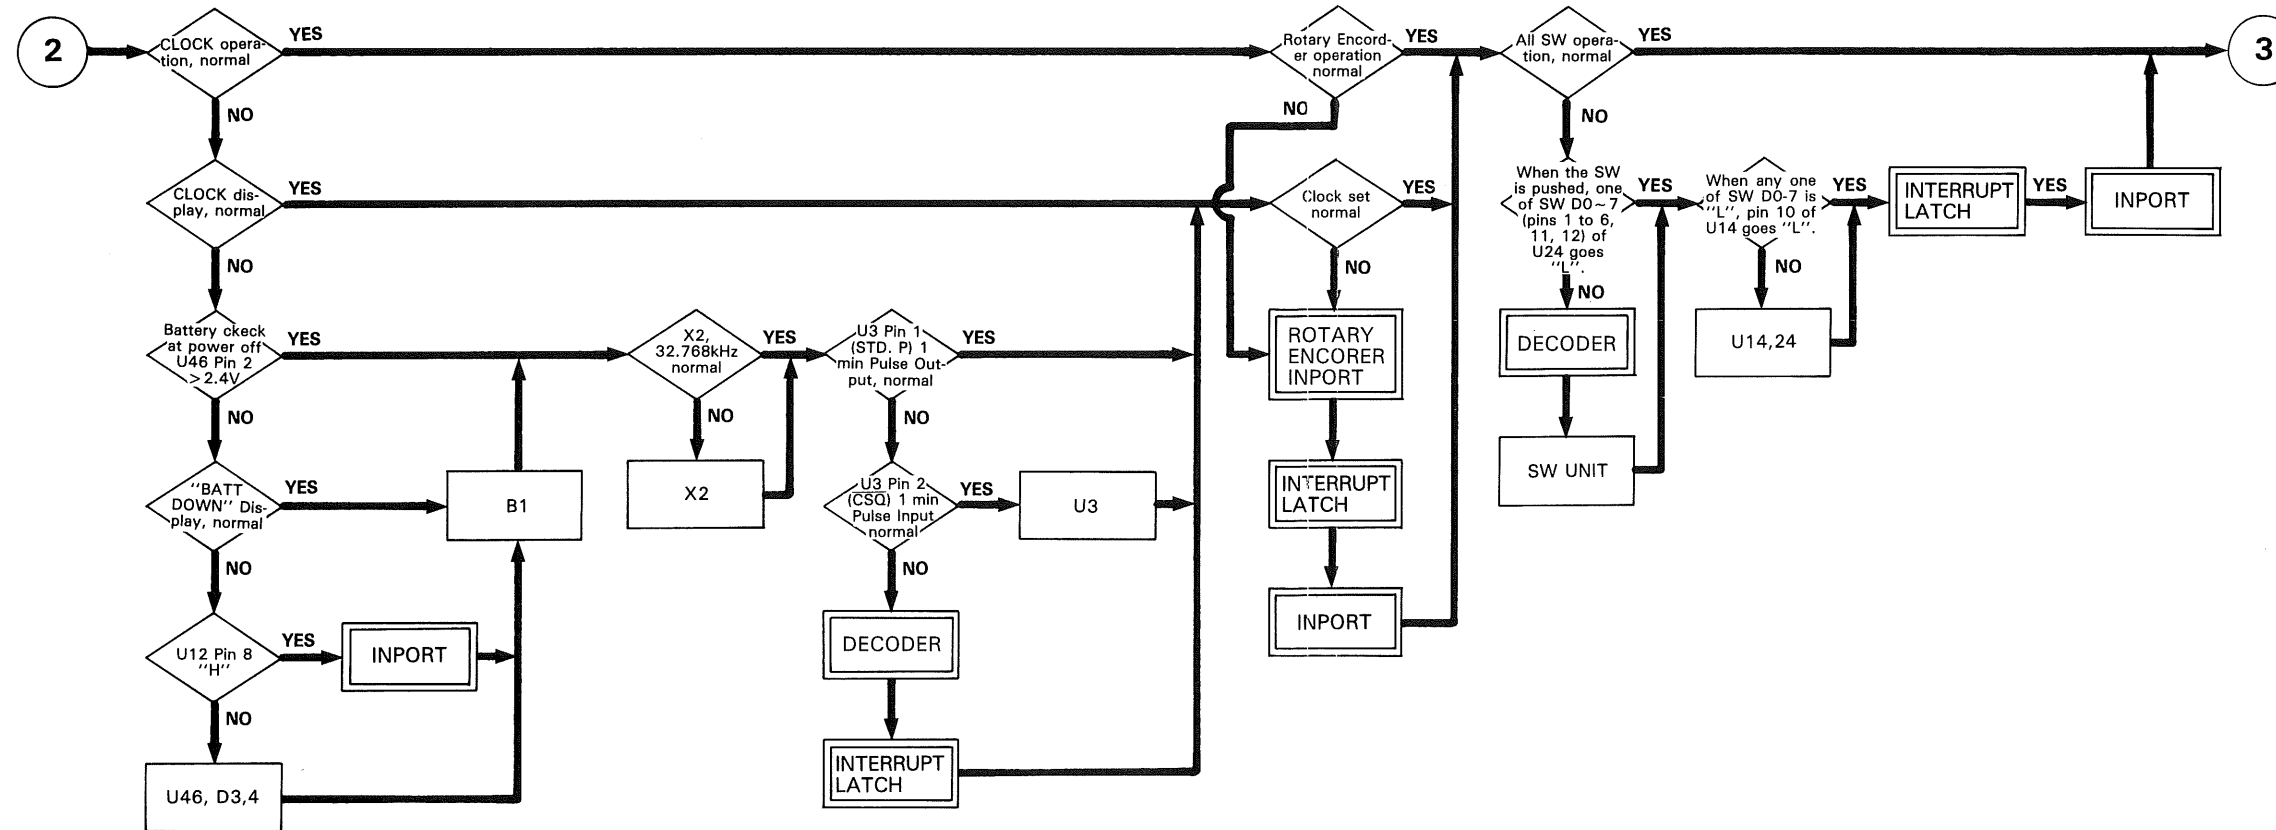 2
CLOCK opera-
tion, normal
YES
NO
Rotary Encord-
er operation
normal
YES
NO
All SW opera-
tion, normal
YES
NO
3
CLOCK dis-
play, normal
YES
NO
Clock set
normal
YES
NO
When the SW
is pushed, one
of SW D0~7
(pins 1 to 6,
11, 12) of
U24 goes
"L".
YES
NO
When any one
of SW D0-7 is
"L", pin 10 of
U14 goes "L".
YES
NO
INTERRUPT
LATCH
YES
INPORT
Battery ckeck
at power off
U46 Pin 2
>2.4V
YES
NO
X2,
32.768kHz
normal
YES
NO
U3 Pin 1
(STD. P) 1
min Pulse Out-
put, normal
YES
NO
ROTARY
ENCORER
INPORT
DECODER
U14,24
"BATT
DOWN" Dis-
play, normal
YES
NO
B1
X2
U3 Pin 2
(CSQ) 1 min
Pulse Input
normal
YES
NO
U3
INTERRUPT
LATCH
SW UNIT
U12 Pin 8
"H"
YES
NO
INPORT
DECODER
INPORT
U46, D3,4
INTERRUPT
LATCH